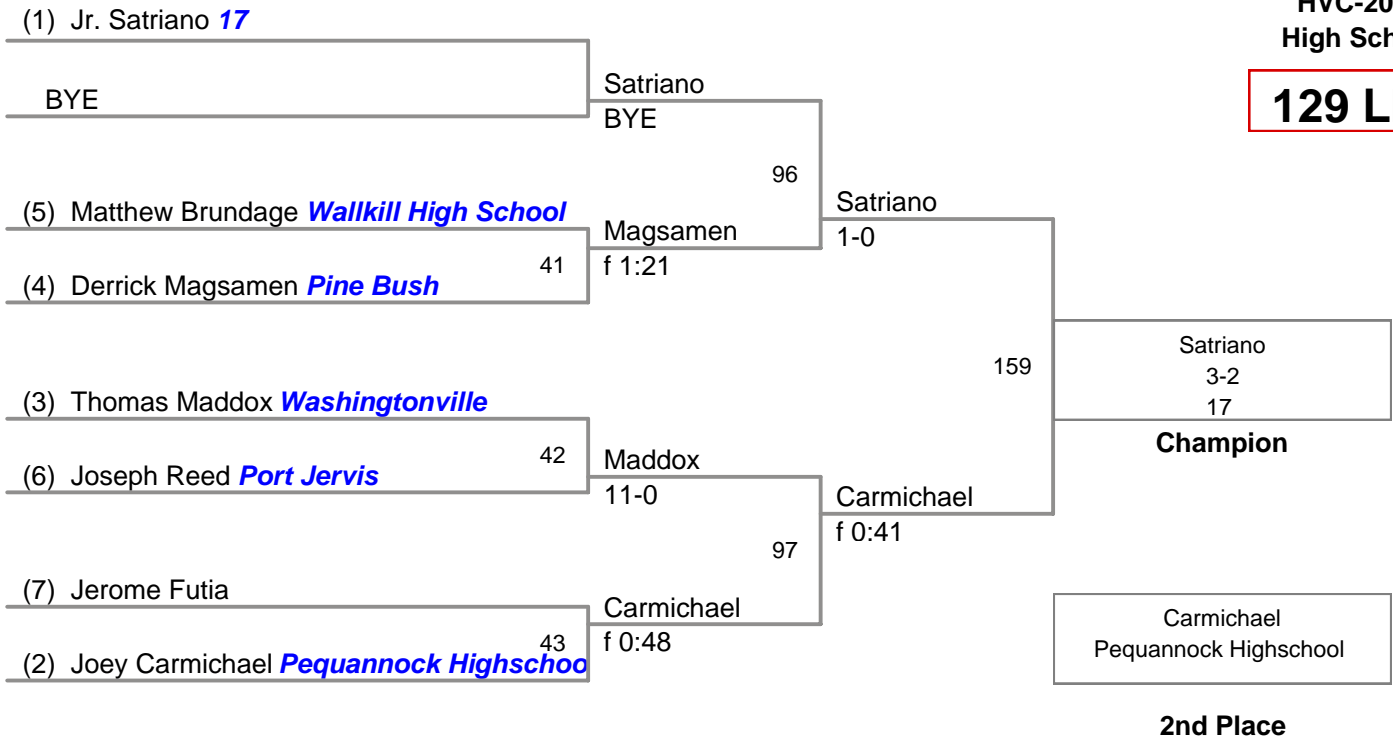 HVC-20
High Sch
129 L
(1) Jr. Satriano 17
BYE
Satriano
BYE
96
(5) Matthew Brundage Wallkill High School
41
(4) Derrick Magsamen Pine Bush
Magsamen
f 1:21
Satriano
1-0
159
(3) Thomas Maddox Washingtonville
42
(6) Joseph Reed Port Jervis
Maddox
11-0
97
(7) Jerome Futia
43
(2) Joey Carmichael Pequannock Highschoo
Carmichael
f 0:48
Carmichael
f 0:41
Satriano
3-2
17
Champion
Carmichael
Pequannock Highschool
2nd Place